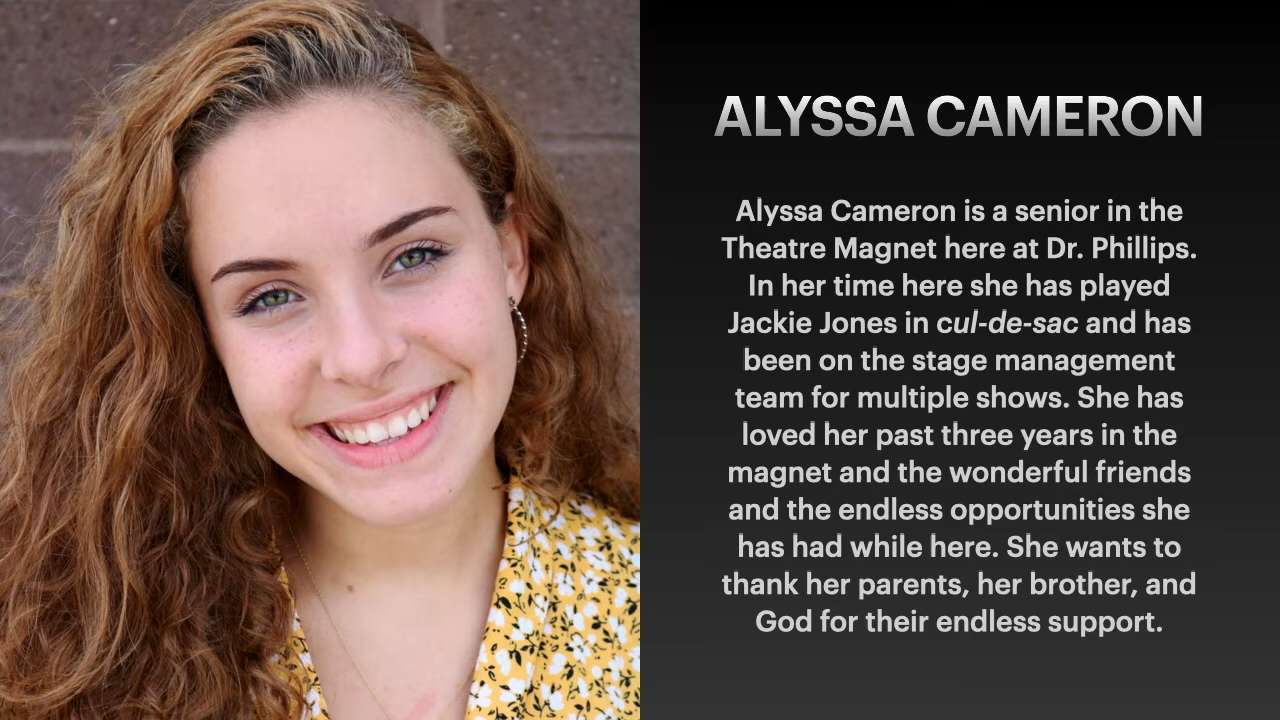 ALYSSA CAMERON
Alyssa Cameron is a senior in the
Theatre Magnet here at Dr. Phillips.
In her time here she has played
Jackie Jones in cul-de-sac and has
been on the stage management
team for multiple shows. She has
loved her past three years in the
magnet and the wonderful friends
and the endless opportunities she
has had while here. She wants to
thank her parents, her brother, and
God for their endless support.